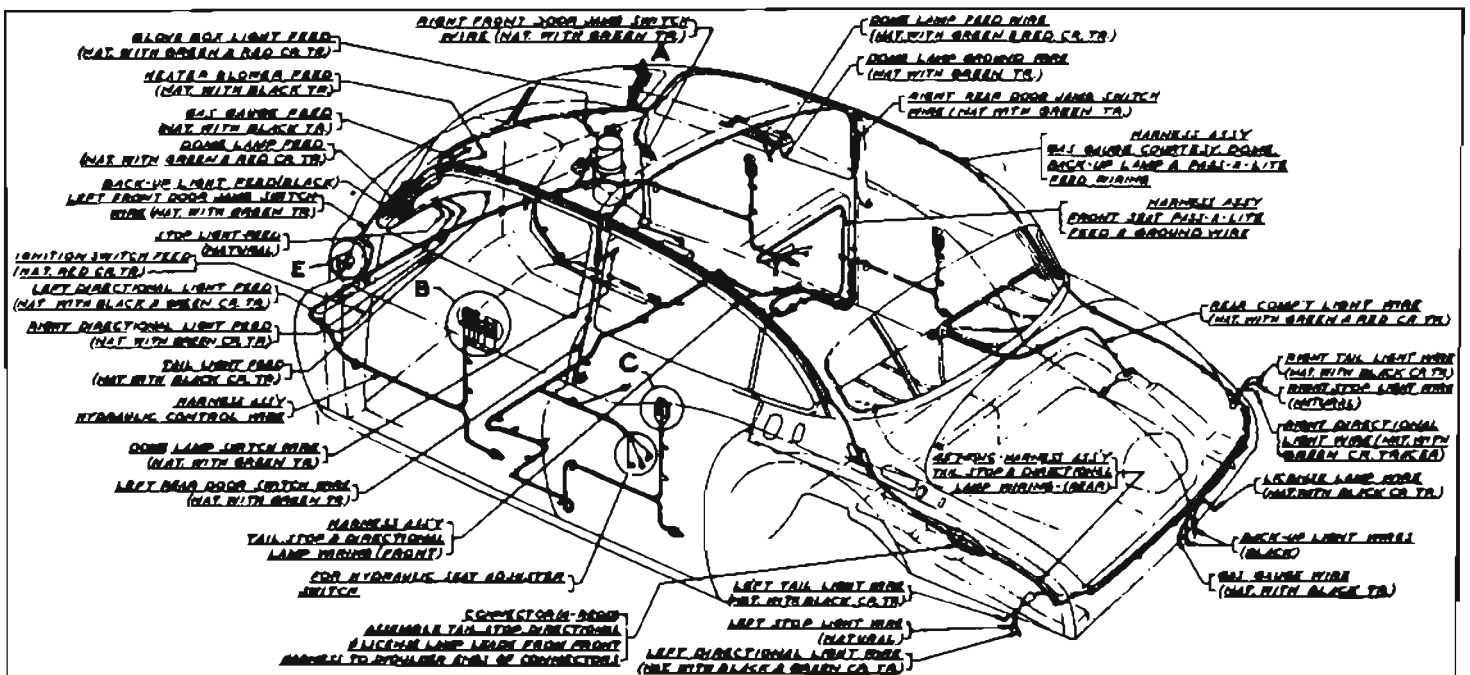 GLOVE BOX LIGHT FEED
(NAT. WITH GREEN & RED CR. TR.)
HEATER BLOWER FEED
(NAT. WITH BLACK TR.)
GAS GAUGE FEED
(NAT. WITH BLACK TR.)
DOME LAMP FEED
(NAT. WITH GREEN & RED CR. TR.)
BACK-UP LIGHT FEED (BLACK)
LEFT FRONT DOOR JAMB SWITCH
WIRE (NAT. WITH GREEN TR.)
STOP LIGHT FEED
(NATURAL)
IGNITION SWITCH FEED
(NAT. RED CR. TR.)
LEFT DIRECTIONAL LIGHT FEED
(NAT. WITH BLACK & GREEN CR. TR.)
RIGHT DIRECTIONAL LIGHT FEED
(NAT. WITH GREEN CR. TR.)
TAIL LIGHT FEED
(NAT. WITH BLACK CR. TR.)
HARNESS ASSY
HYDRAULIC CONTROL WIRE
DOME LAMP SWITCH WIRE
(NAT. WITH GREEN TR.)
LEFT REAR DOOR SWITCH WIRE
(NAT. WITH GREEN TR.)
HARNESS ASSY
TAIL STOP & DIRECTIONAL
LAMP WIRING (FRONT)
FOR HYDRAULIC SEAT ADJUSTER
SWITCH
ASSEMBLE TAIL STOP DIRECTIONAL
& LICENSE LAMP LEADS FROM FRONT
HARNESS TO SHOULDER ENDS OF CONNECTORS
RIGHT FRONT DOOR JAMB SWITCH
WIRE (NAT. WITH GREEN TR.)
A
B
C
E
DOME LAMP FEED WIRE
(NAT. WITH GREEN & RED CR. TR.)
DOME LAMP GROUND WIRE
(NAT. WITH GREEN TR.)
RIGHT REAR DOOR JAMB SWITCH
WIRE (NAT WITH GREEN TR.)
HARNESS ASSY
GAS GAUGE COURTESY DOME
BACK-UP LAMP & PASS-A-LITE
FEED WIRING
HARNESS ASSY
FRONT SEAT PASS-A-LITE
FEED & GROUND WIRE
REAR COMP'T LIGHT WIRE
(NAT. WITH GREEN & RED CR. TR.)
RIGHT TAIL LIGHT WIRE
(NAT. WITH BLACK CR. TR.)
RIGHT STOP LIGHT WIRE
(NATURAL)
RIGHT DIRECTIONAL
LIGHT WIRE (NAT. WITH
GREEN CR. TRACER)
LICENSE LAMP WIRE
(NAT. WITH BLACK CR. TR.)
BACK-UP LIGHT WIRES
(BLACK)
GAS GAUGE WIRE
(NAT. WITH BLACK TR.)
HARNESS ASSY
TAIL STOP & DIRECTIONAL
LAMP WIRING-(REAR)
LEFT TAIL LIGHT WIRE
(NAT. WITH BLACK CR. TR.)
LEFT STOP LIGHT WIRE
(NATURAL)
LEFT DIRECTIONAL LIGHT WIRE
(NAT. WITH BLACK & GREEN CR. TR.)